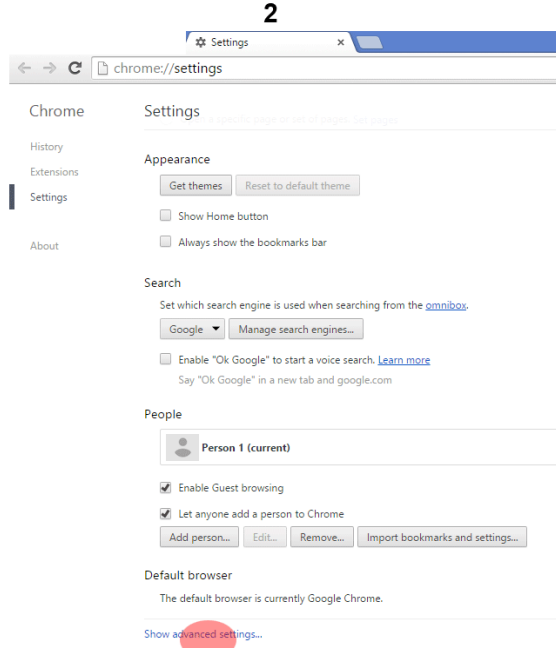 2
Settings
chrome://settings
Chrome
Settings
History
Extensions
Settings
About
Appearance
Get themes
Reset to default theme
Show Home button
Always show the bookmarks bar
Search
Set which search engine is used when searching from the omnibox.
Google
Manage search engines...
Enable "Ok Google" to start a voice search. Learn more
Say "Ok Google" in a new tab and google.com
People
Person 1 (current)
Enable Guest browsing
Let anyone add a person to Chrome
Add person...
Edit...
Remove...
Import bookmarks and settings...
Default browser
The default browser is currently Google Chrome.
Show advanced settings...